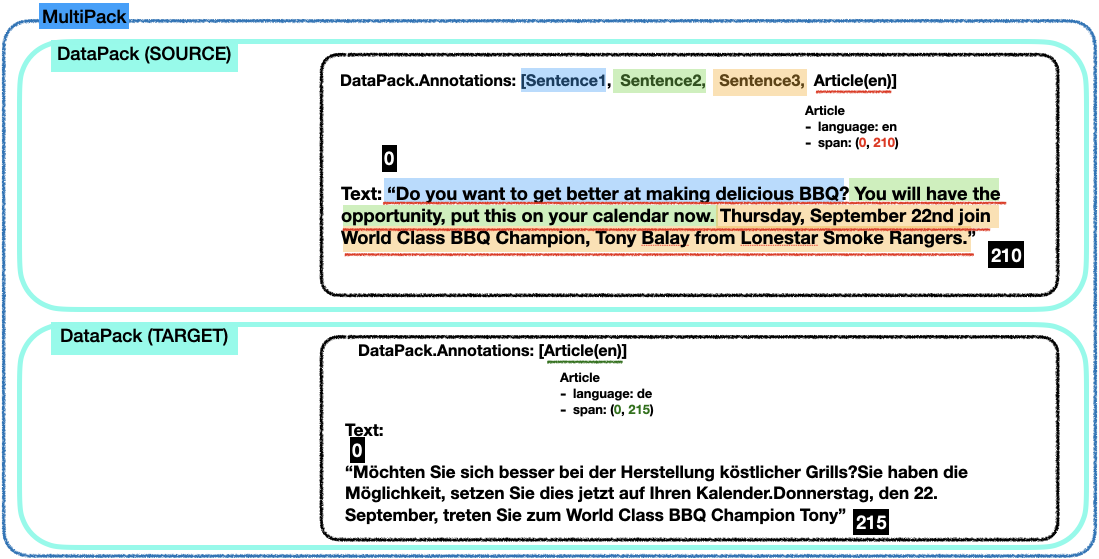 MultiPack
DataPack (SOURCE)
DataPack.Annotations: [Sentence1, Sentence2, Sentence3, Article(en)]
Article
- language: en
- span: (0, 210)
0
Text: “Do you want to get better at making delicious BBQ? You will have the
opportunity, put this on your calendar now. Thursday, September 22nd join
World Class BBQ Champion, Tony Balay from Lonestar Smoke Rangers.”
210
DataPack (TARGET)
DataPack.Annotations: [Article(en)]
Article
- language: de
- span: (0, 215)
Text:
0
“Möchten Sie sich besser bei der Herstellung köstlicher Grills?Sie haben die
Möglichkeit, setzen Sie dies jetzt auf Ihren Kalender.Donnerstag, den 22.
September, treten Sie zum World Class BBQ Champion Tony”
215